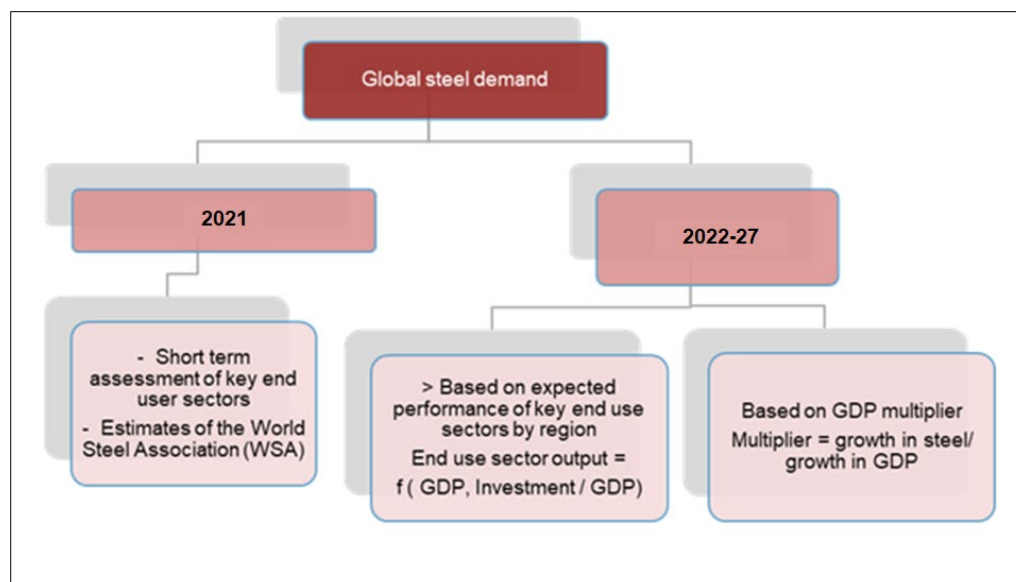 Global steel demand
2021
2022-27
- Short term
assessment of key end
user sectors
- Estimates of the World
Steel Association (WSA)
> Based on expected
performance of key end use
sectors by region
End use sector output =
f ( GDP, Investment / GDP)
Based on GDP multiplier
Multiplier = growth in steel/
growth in GDP